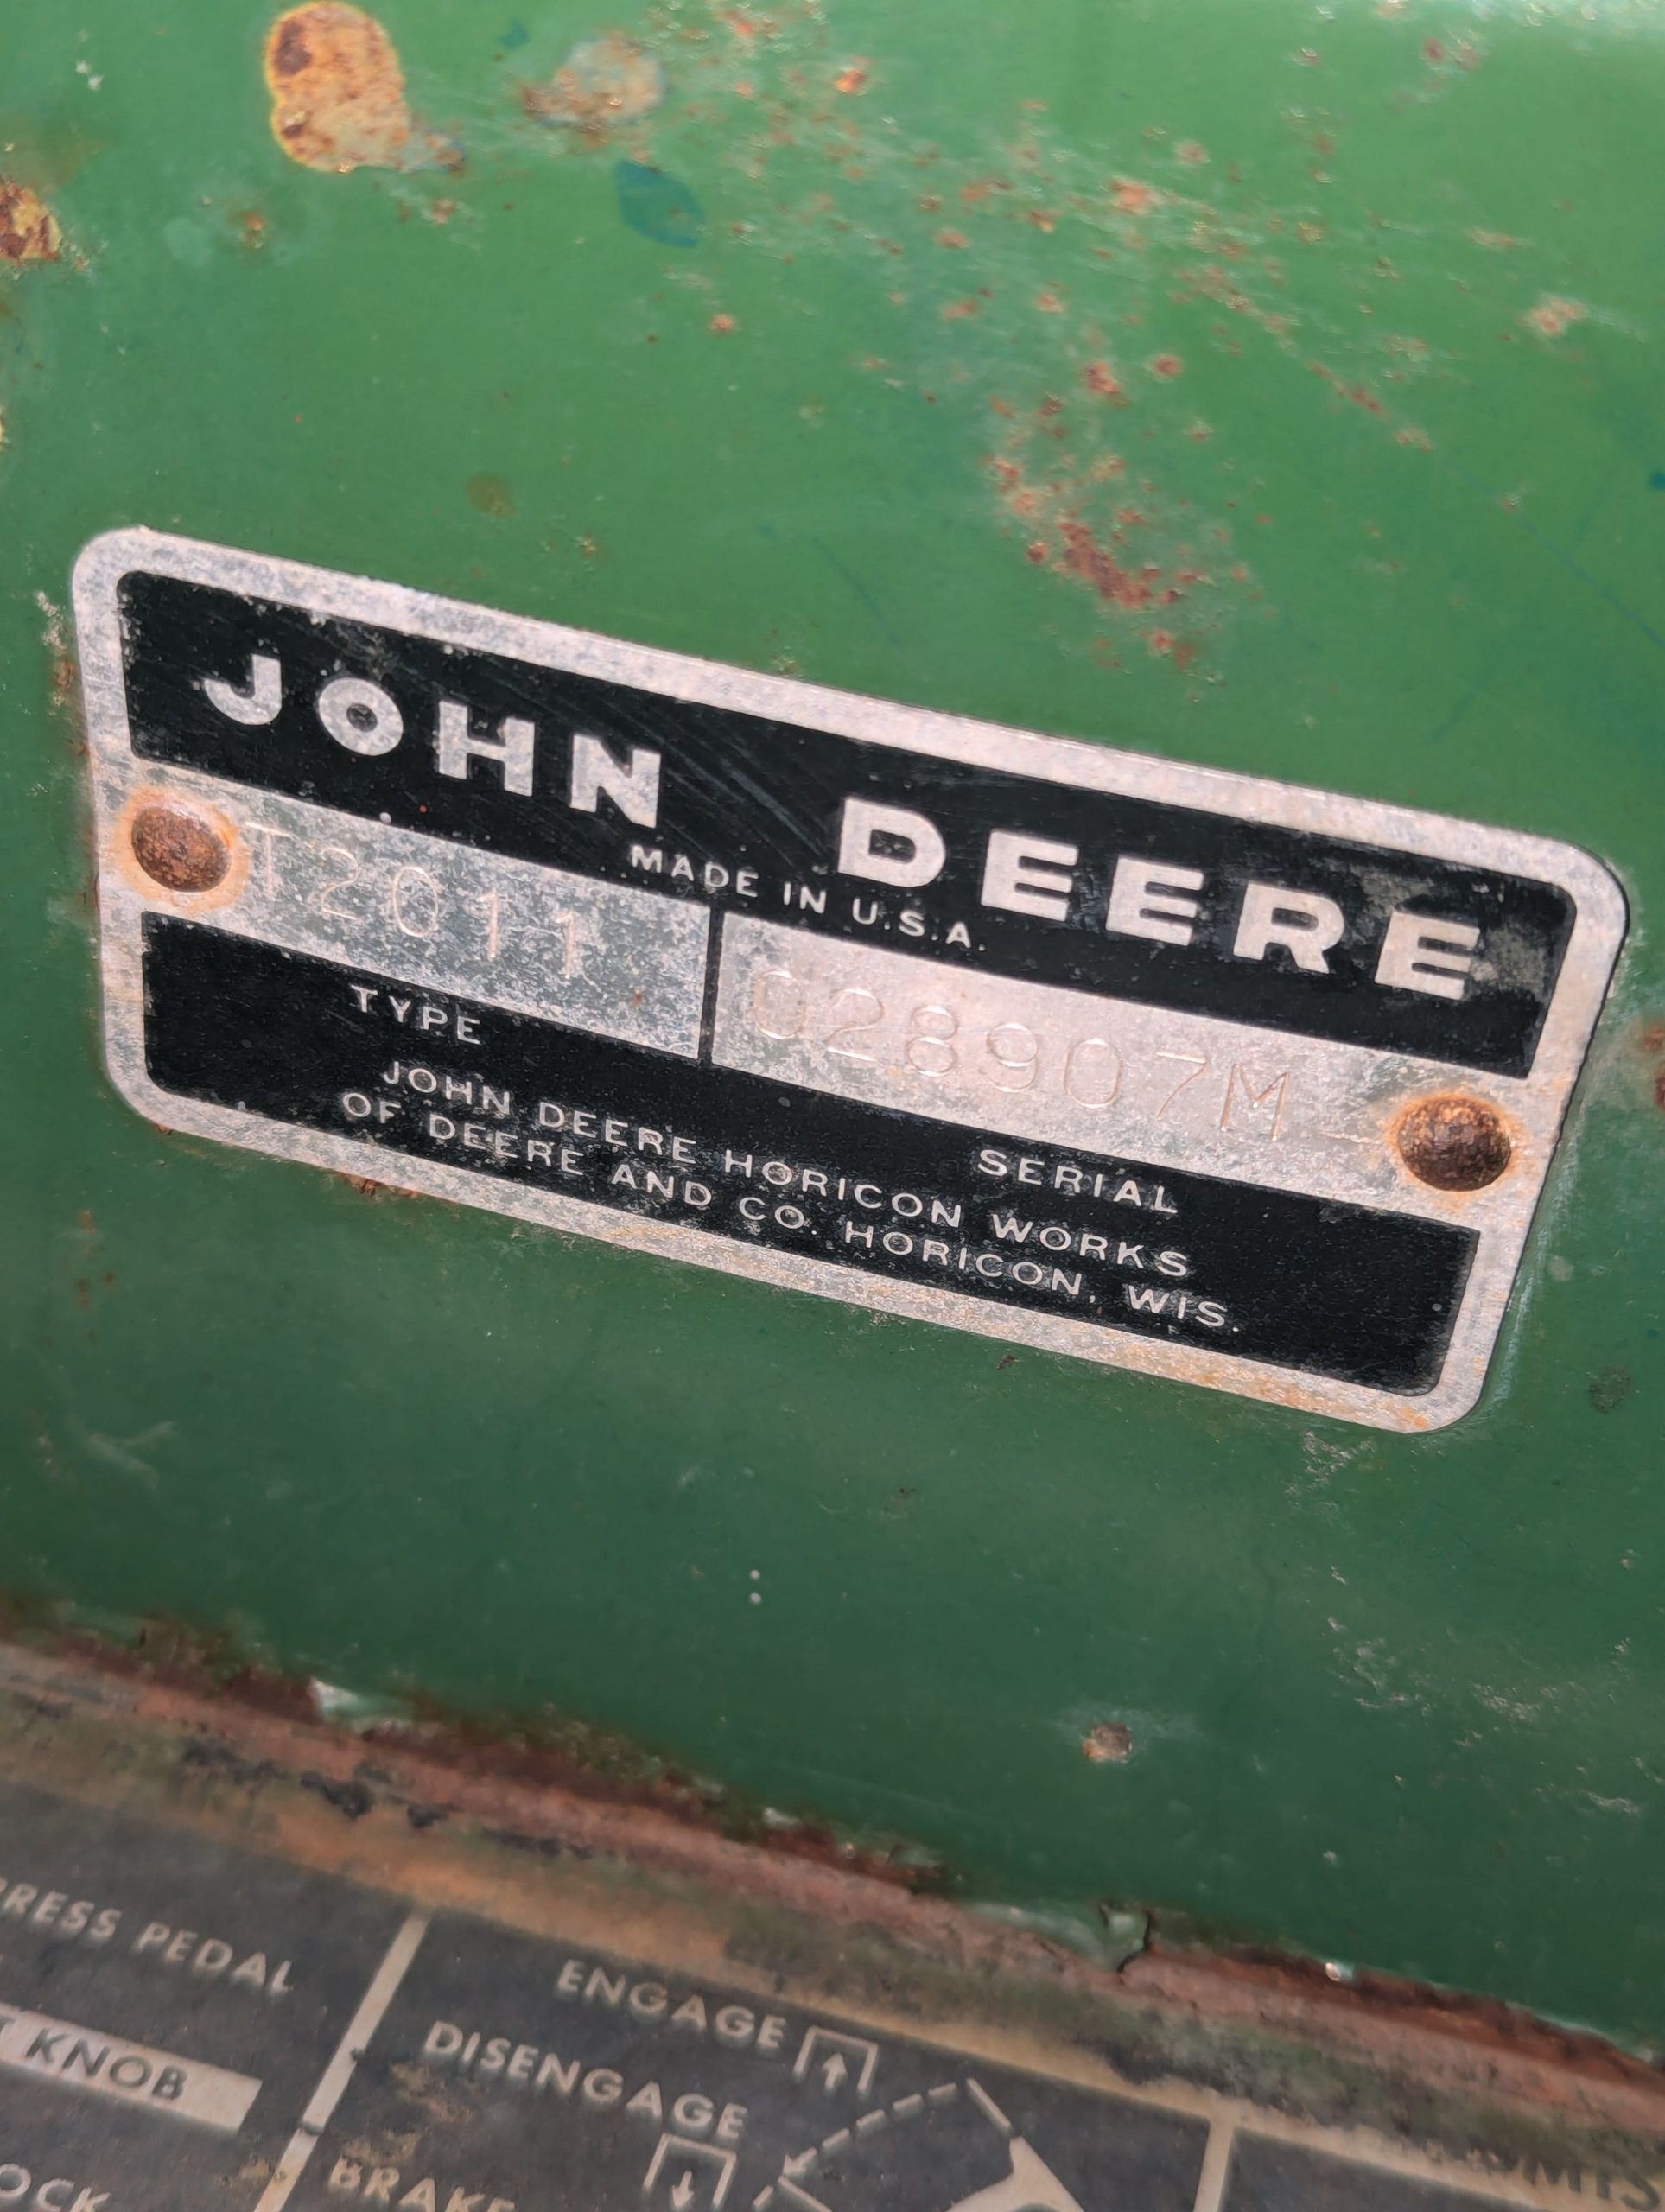 JOHN DEERE
MADE IN U.S.A.
T2011 028907M
TYPE SERIAL
JOHN DEERE HORICON WORKS
OF DEERE AND CO. HORICON, WIS.
PRESS PEDAL
KNOB
ENGAGE
DISENGAGE
BRAKE